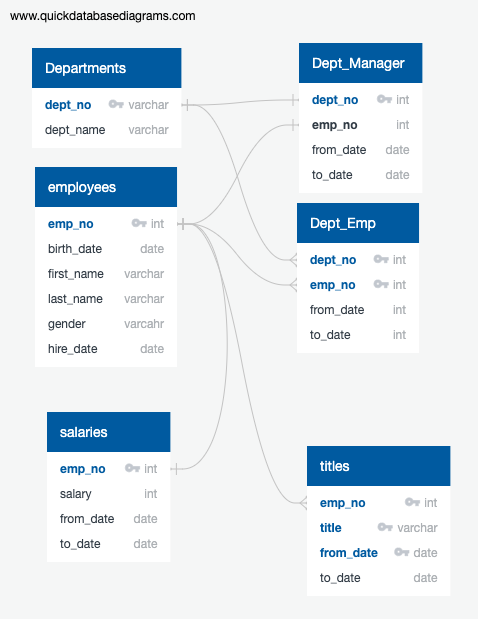 www.quickdatabasediagrams.com
Departments
dept_no varchar
dept_name varchar
Dept_Manager
dept_no int
emp_no int
from_date date
to_date date
employees
emp_no int
birth_date date
first_name varchar
last_name varchar
gender varcahr
hire_date date
Dept_Emp
dept_no int
emp_no int
from_date int
to_date int
salaries
emp_no int
salary int
from_date date
to_date date
titles
emp_no int
title varchar
from_date date
to_date date